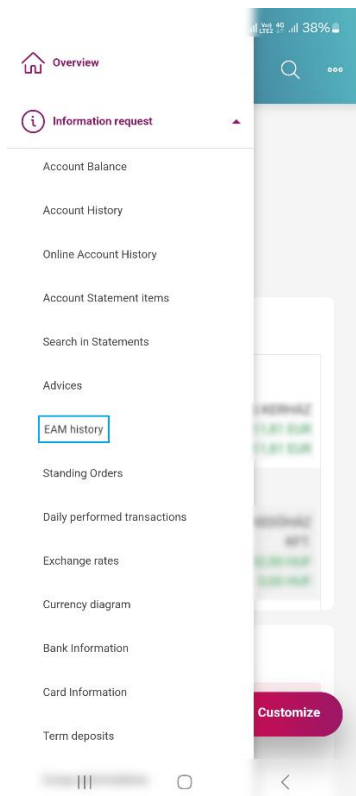 38%
Overview
Information request
Account Balance
Account History
Online Account History
Account Statement items
Search in Statements
Advices
EAM history
Standing Orders
Daily performed transactions
Exchange rates
Currency diagram
Bank Information
Card Information
Customize
Term deposits